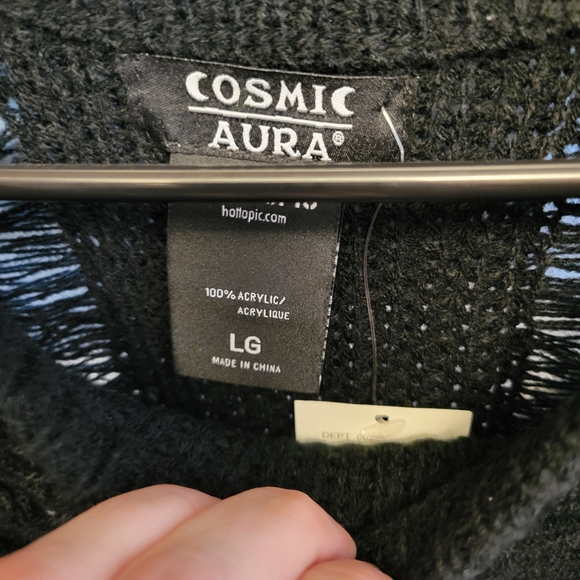 COSMIC
AURA®
hottopic.com
100% ACRYLIC/
ACRYLIQUE
LG
MADE IN CHINA
DEPT